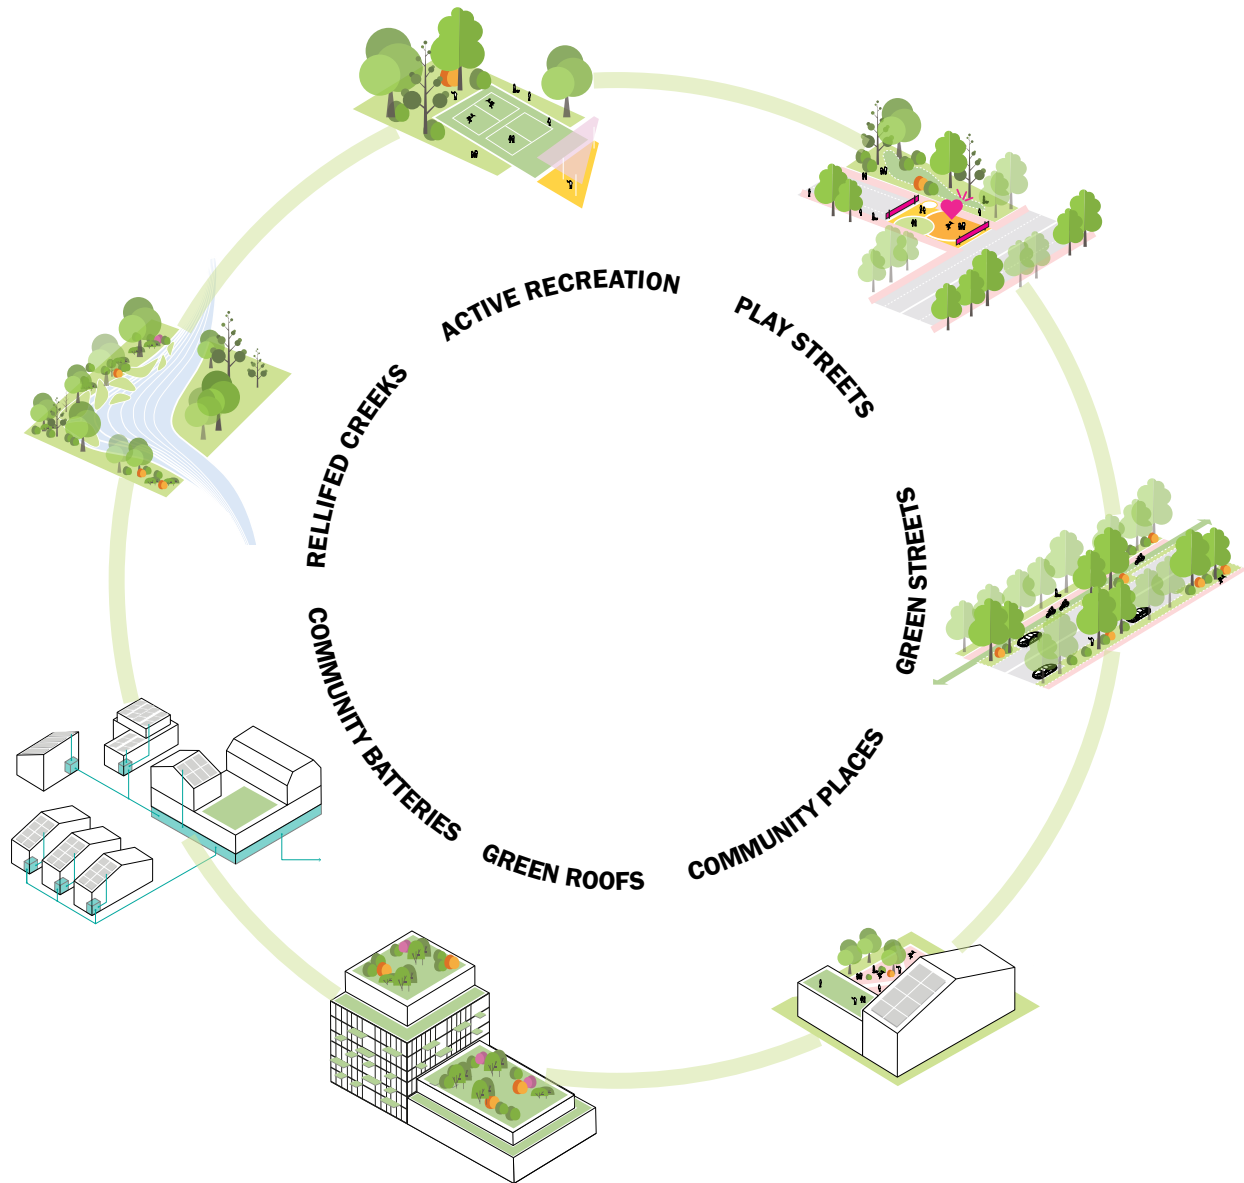 ACTIVE RECREATION
PLAY STREETS
GREEN STREETS
COMMUNITY PLACES
GREEN ROOFS
COMMUNITY BATTERIES
RELLIFED CREEKS